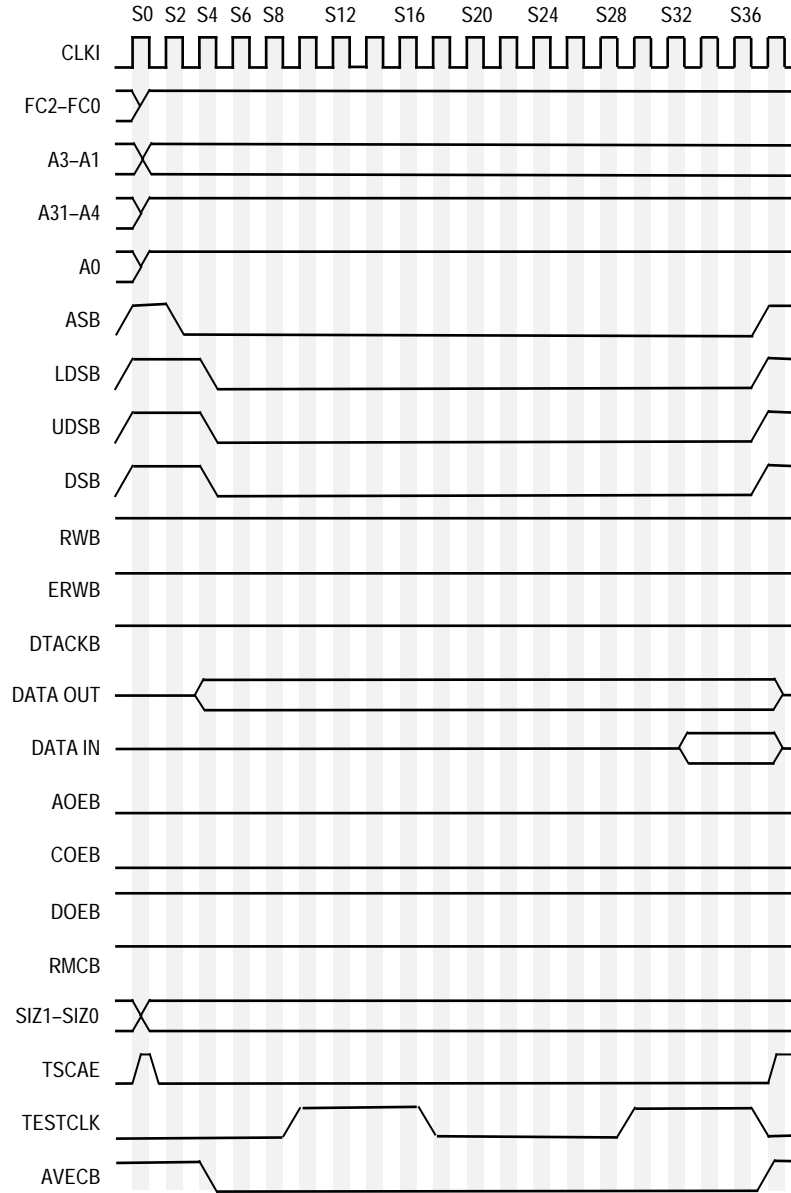 S0 S2 S4 S6 S8 S12 S16 S20 S24 S28 S32 S36
CLKI
FC2–FC0
A3–A1
A31–A4
A0
ASB
LDSB
UDSB
DSB
RWB
ERWB
DTACKB
DATA OUT
DATA IN
AOEB
COEB
DOEB
RMCB
SIZ1–SIZ0
TSCAE
TESTCLK
AVECB